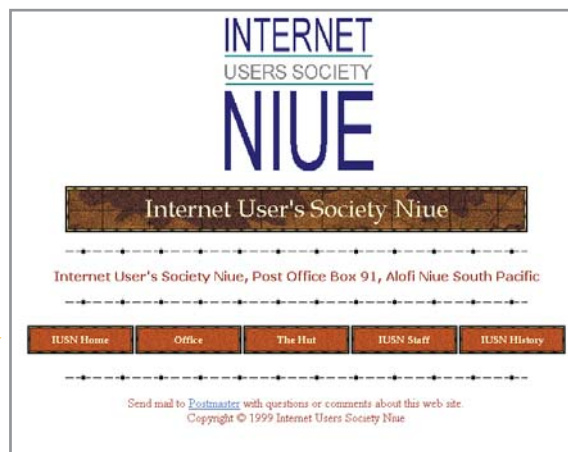 INTERNET
USERS SOCIETY
NIUE
Internet User's Society Niue
Internet User's Society Niue, Post Office Box 91, Alofi Niue South Pacific
IUSN Home Office The Hut IUSN Staff IUSN History
Send mail to Postmaster with questions or comments about this web site.
Copyright © 1999 Internet Users Society Niue